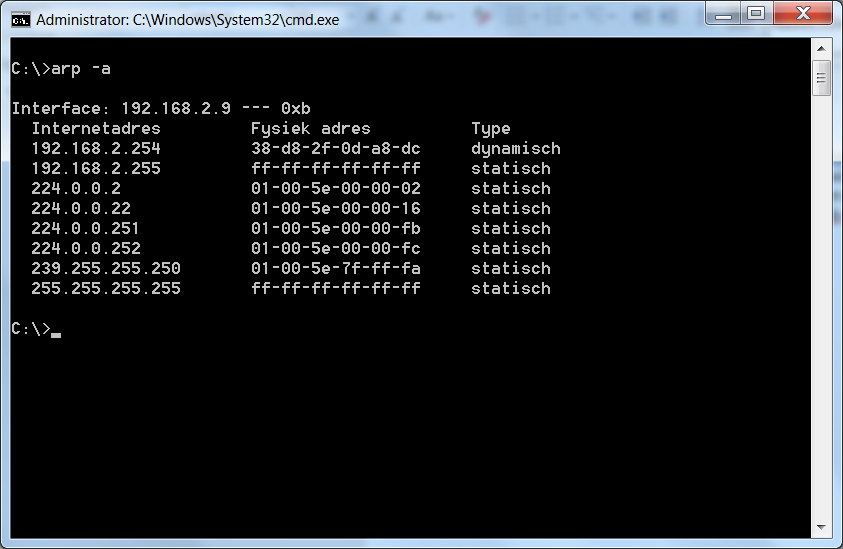 Administrator: C:\Windows\System32\cmd.exe
C:\>arp -a
Interface: 192.168.2.9 --- 0xb
Internetadres Fysiek adres Type
192.168.2.254 38-d8-2f-0d-a8-dc dynamisch
192.168.2.255 ff-ff-ff-ff-ff-ff statisch
224.0.0.2 01-00-5e-00-00-02 statisch
224.0.0.22 01-00-5e-00-00-16 statisch
224.0.0.251 01-00-5e-00-00-fb statisch
224.0.0.252 01-00-5e-00-00-fc statisch
239.255.255.250 01-00-5e-7f-ff-fa statisch
255.255.255.255 ff-ff-ff-ff-ff-ff statisch
C:\>